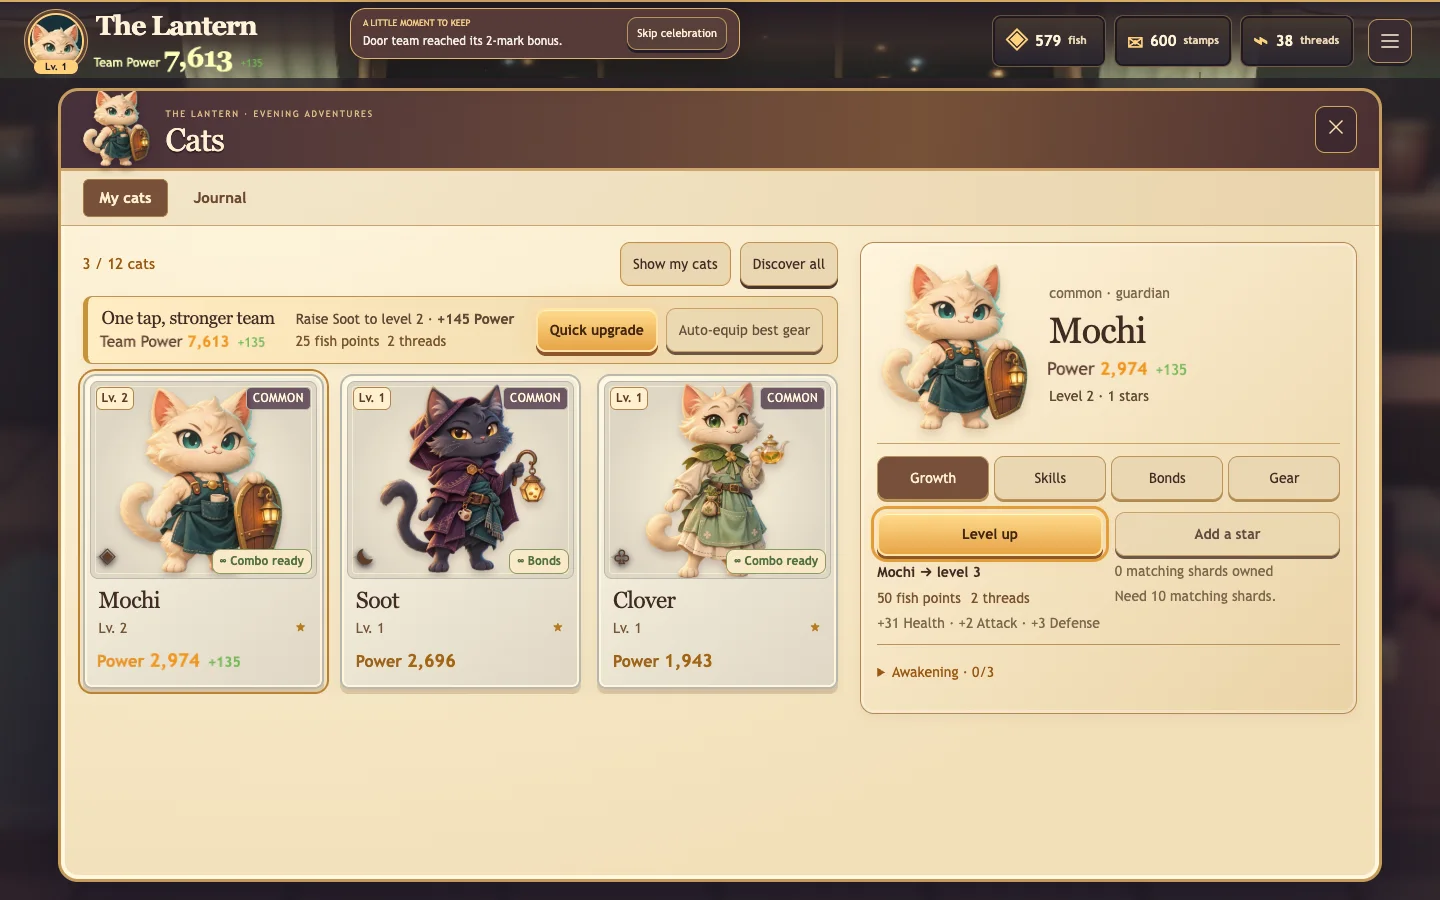 The Lantern
Team Power 7,613 +135
Lv. 1
A LITTLE MOMENT TO KEEP
Door team reached its 2-mark bonus.
Skip celebration
579 fish
600 stamps
38 threads
THE LANTERN · EVENING ADVENTURES
Cats
My cats
Journal
3 / 12 cats
Show my cats
Discover all
One tap, stronger team
Team Power 7,613 +135
Raise Soot to level 2 · +145 Power
25 fish points 2 threads
Quick upgrade
Auto-equip best gear
Lv. 2
COMMON
∞ Combo ready
Mochi
Lv. 2
★
Power 2,974 +135
Lv. 1
COMMON
∞ Bonds
Soot
Lv. 1
★
Power 2,696
Lv. 1
COMMON
∞ Combo ready
Clover
Lv. 1
★
Power 1,943
common · guardian
Mochi
Power 2,974 +135
Level 2 · 1 stars
Growth
Skills
Bonds
Gear
Level up
Add a star
Mochi → level 3
50 fish points 2 threads
+31 Health · +2 Attack · +3 Defense
0 matching shards owned
Need 10 matching shards.
▶ Awakening · 0/3